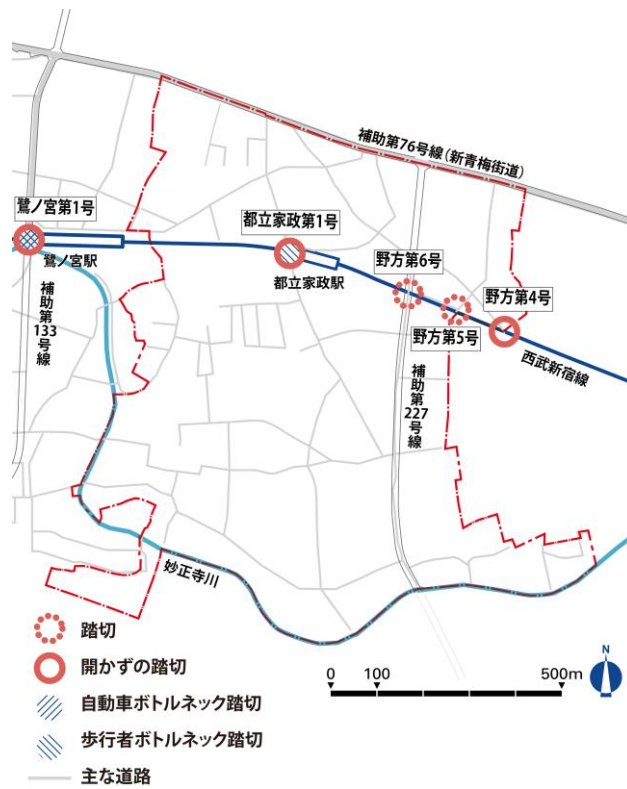 補助第76号線(新青梅街道)
鷺ノ宮第1号
都立家政第1号
野方第6号
鷺ノ宮駅
都立家政駅
野方第4号
野方第5号
西武新宿線
補助第133号線
補助第227号線
妙正寺川
踏切
開かずの踏切
自動車ボトルネック踏切
歩行者ボトルネック踏切
主な道路
0 100 500m
N